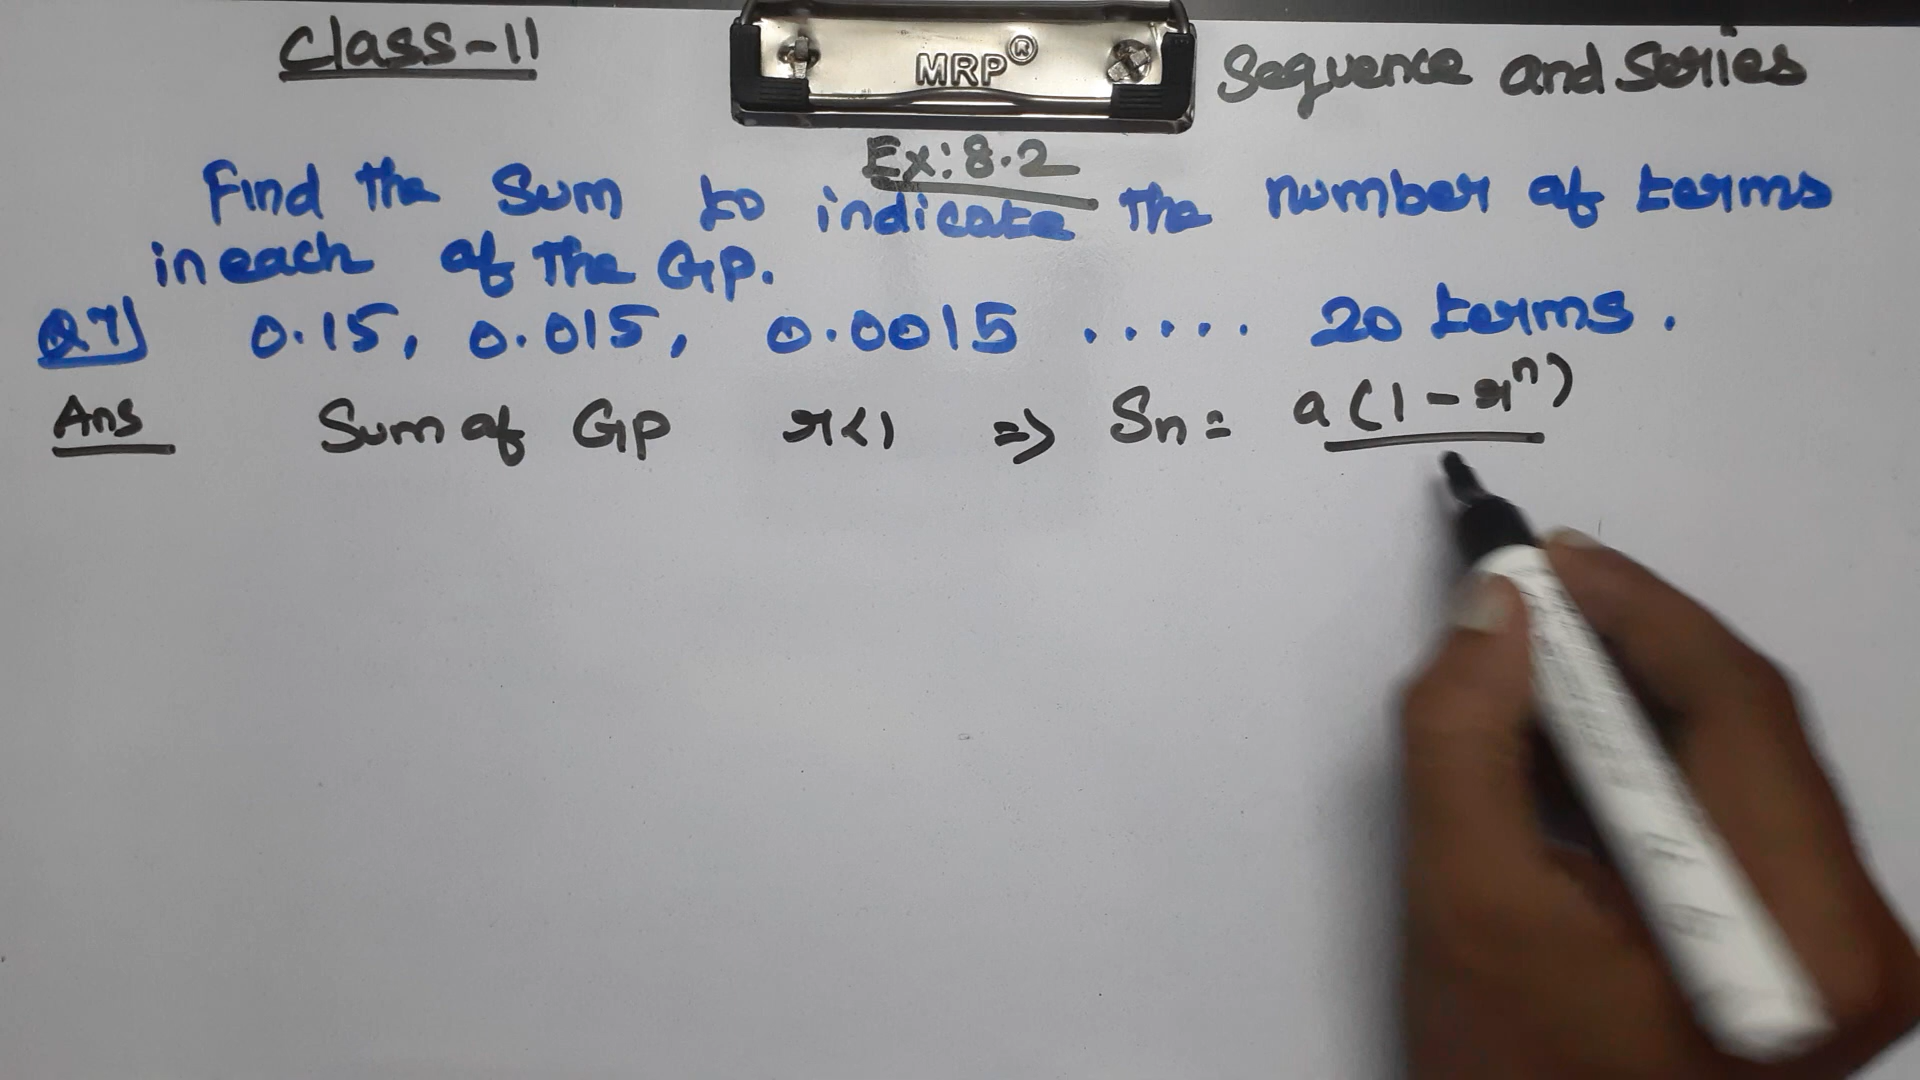 Class-11
MRP®
Sequence and Series
Ex: 8.2
Find the Sum to indicate the number of terms
in each of the GP.
Q7) 0.15, 0.015, 0.0015 ..... 20 terms.
Ans Sum of GP r<1 => Sn = a(1-r^n)